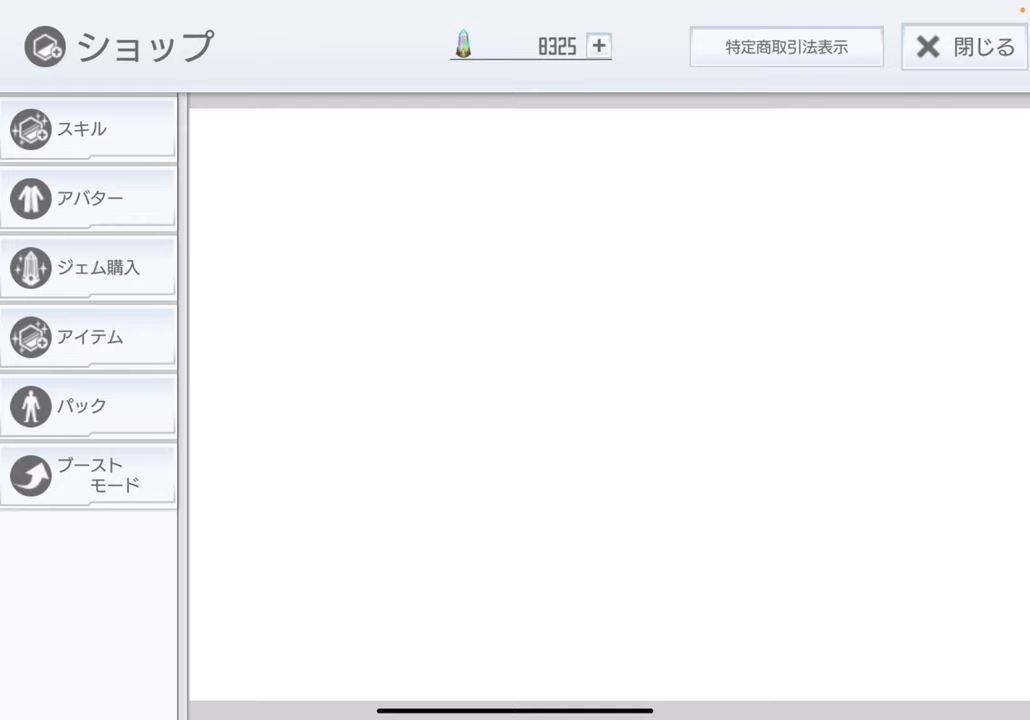 ショップ
8325
特定商取引法表示
閉じる
スキル
アバター
ジェム購入
アイテム
パック
ブースト
モード